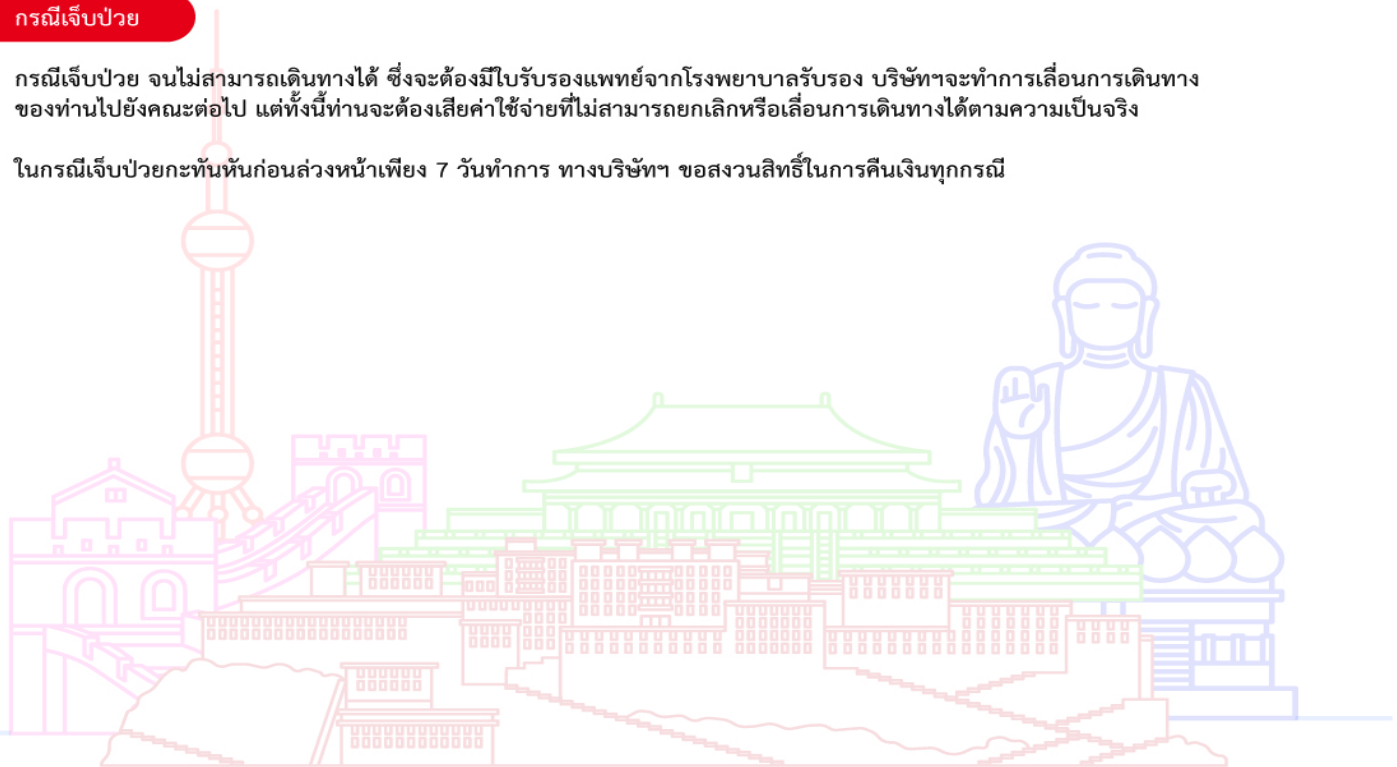 กรณีเจ็บป่วย
กรณีเจ็บป่วย จนไม่สามารถเดินทางได้ ซึ่งจะต้องมีใบรับรองแพทย์จากโรงพยาบาลรับรอง บริษัทฯจะทำการเลื่อนการเดินทาง
ของท่านไปยังคณะต่อไป แต่ทั้งนี้ท่านจะต้องเสียค่าใช้จ่ายที่ไม่สามารถยกเลิกหรือเลื่อนการเดินทางได้ตามความเป็นจริง
ในกรณีเจ็บป่วยกะทันหันก่อนล่วงหน้าเพียง 7 วันทำการ ทางบริษัทฯ ขอสงวนสิทธิ์ในการคืนเงินทุกกรณี